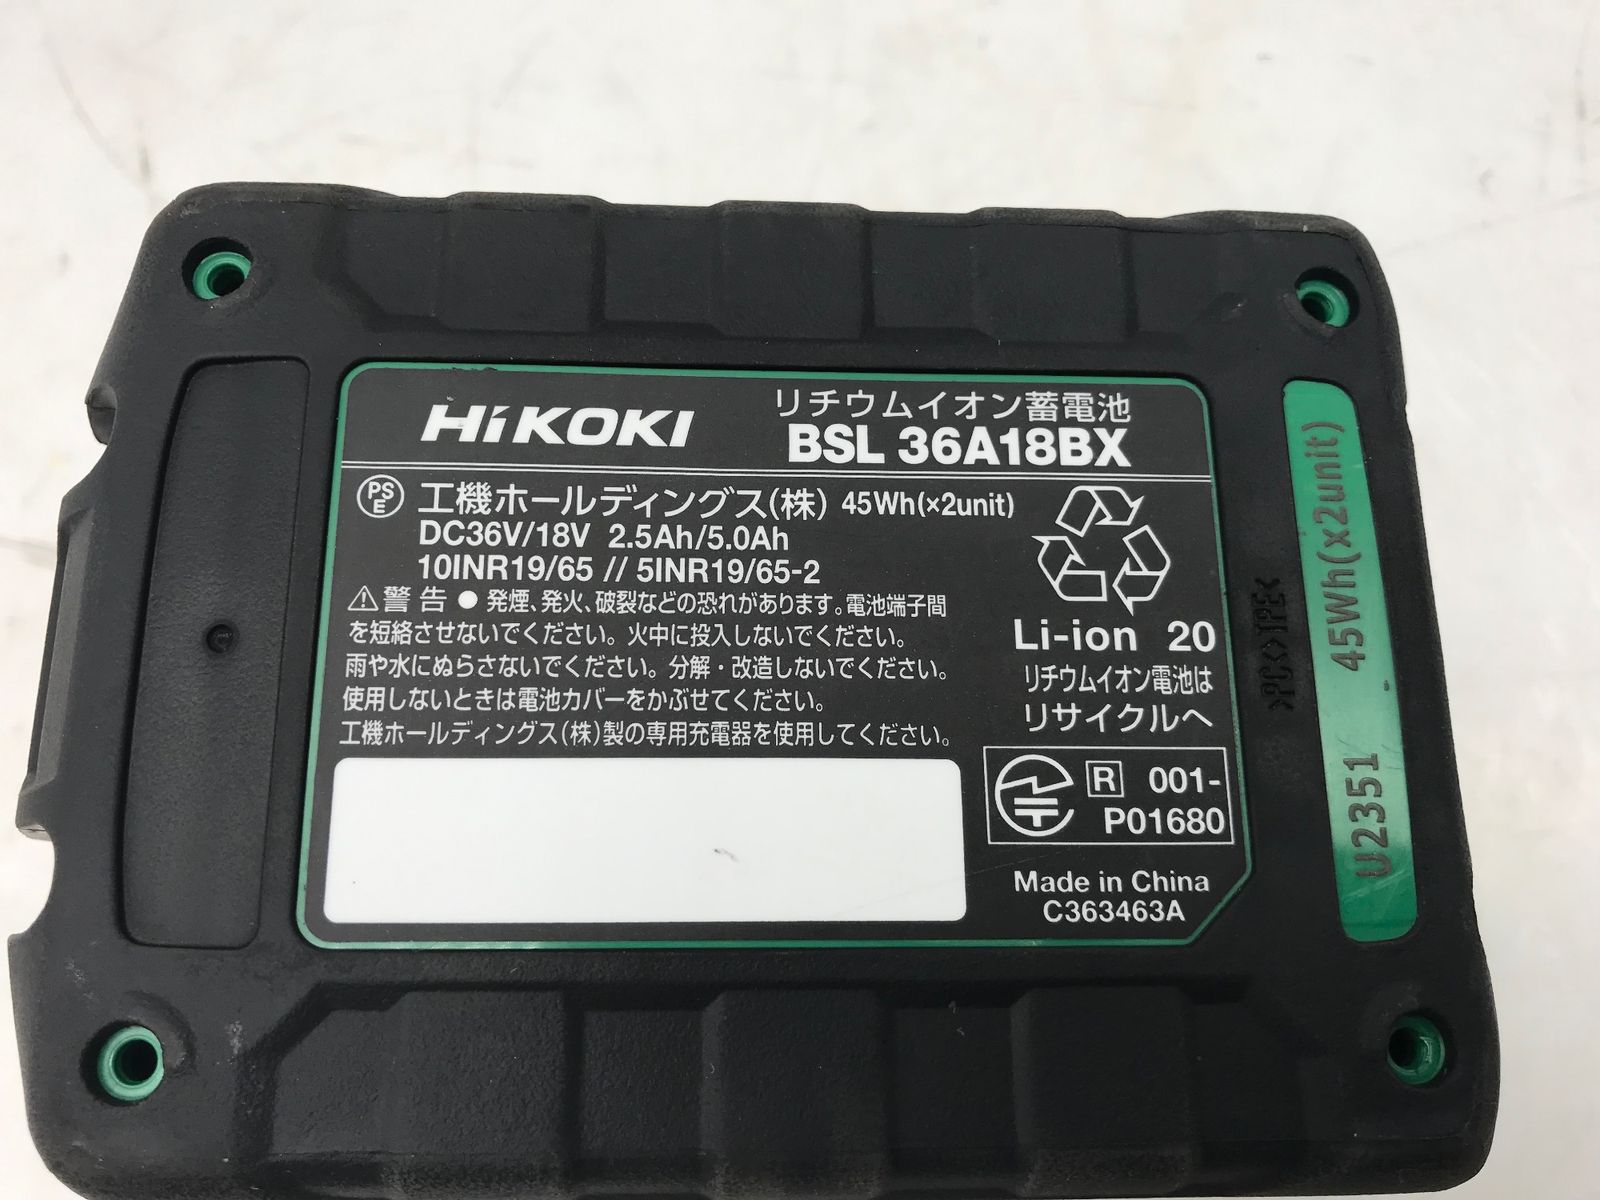 HiKOKI
リチウムイオン蓄電池
BSL 36A18BX
PS
E
工機ホールディングス(株) 45Wh(×2unit)
DC36V/18V 2.5Ah/5.0Ah
10INR19/65 // 5INR19/65-2
⚠警告 ● 発煙、発火、破裂などの恐れがあります。電池端子間
を短絡させないでください。火中に投入しないでください。
雨や水にぬらさないでください。分解・改造しないでください。
使用しないときは電池カバーをかぶせてください。
工機ホールディングス(株)製の専用充電器を使用してください。
Li-ion 20
リチウムイオン電池は
リサイクルへ
R 001-
P01680
Made in China
C363463A
>PC<>TPE<
U2351 45Wh(x2unit)